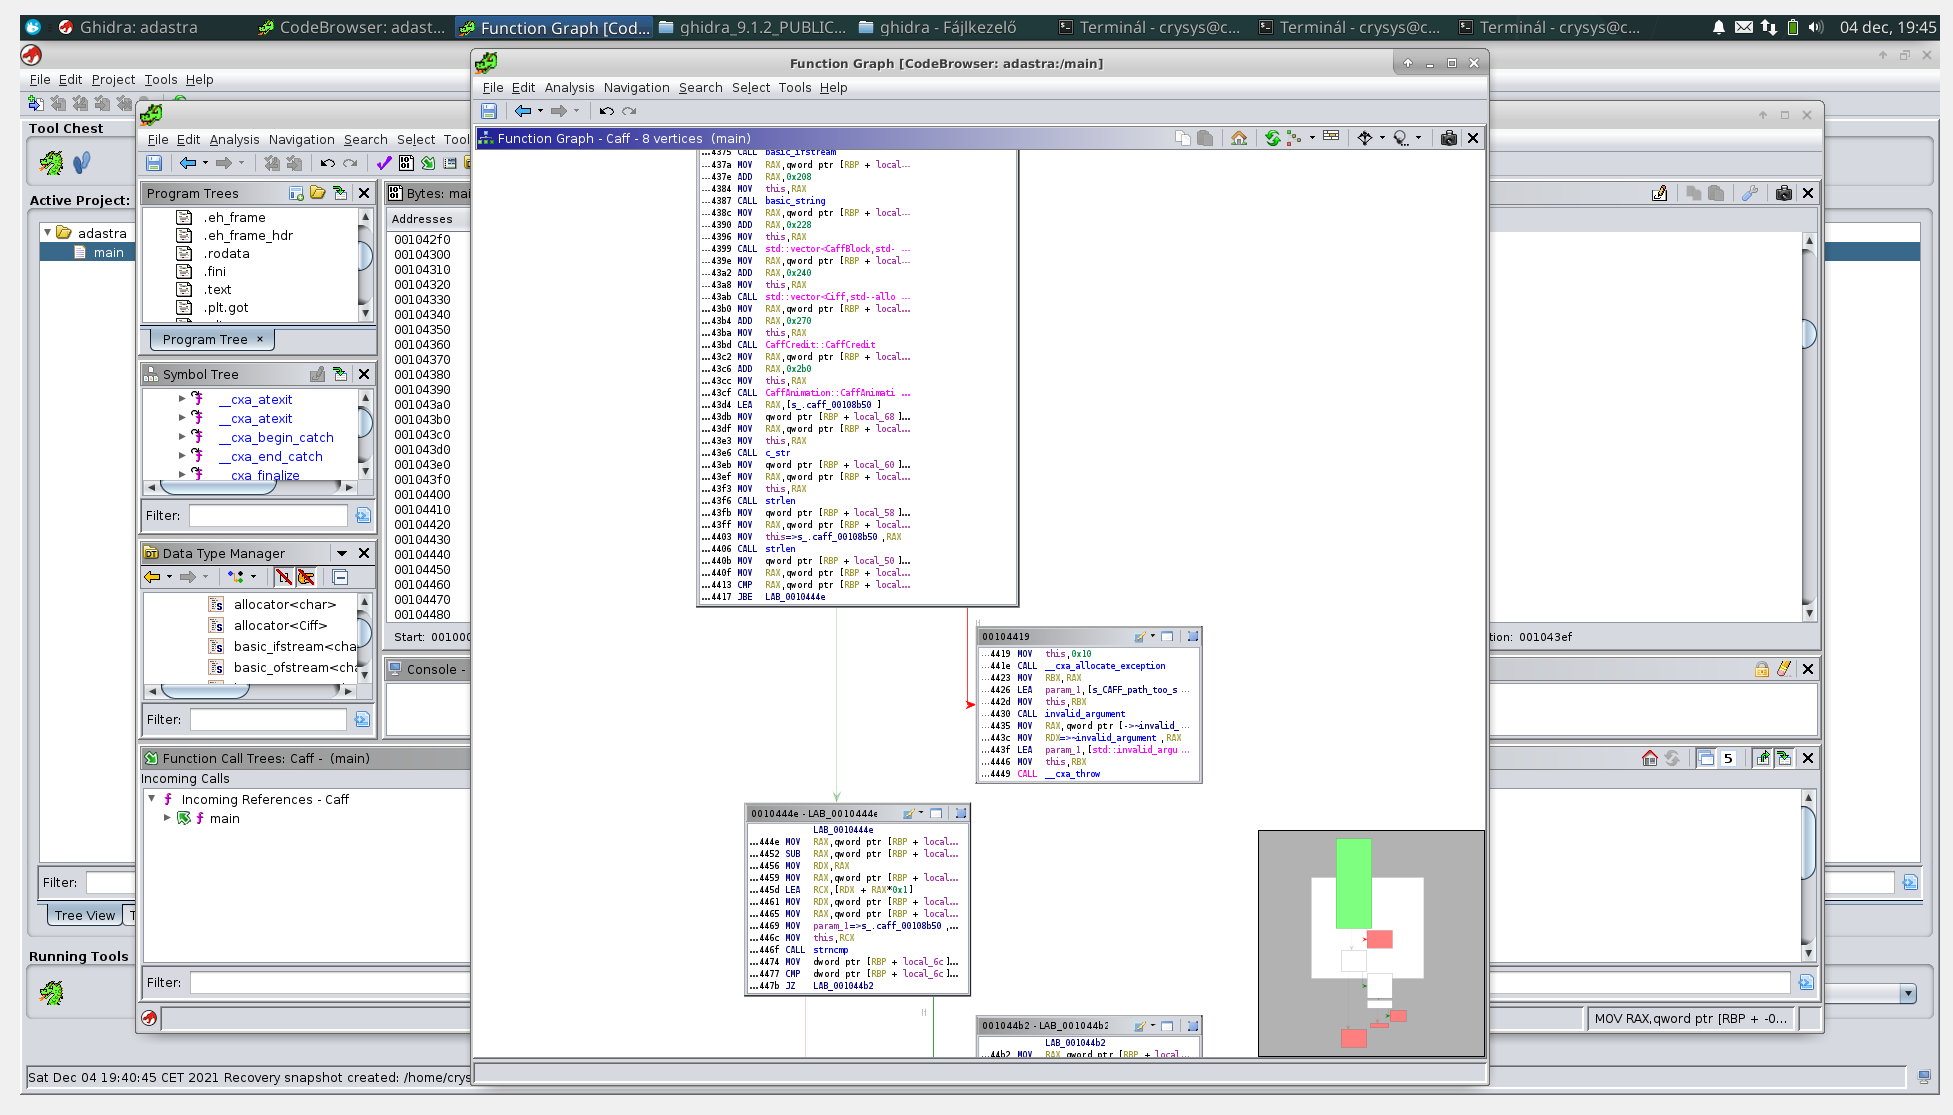 Ghidra: adastra
CodeBrowser: adast...
Function Graph [Cod...
ghidra_9.1.2_PUBLIC...
ghidra - Fájlkezelő
Terminál - crysys@c...
Terminál - crysys@c...
Terminál - crysys@c...
04 dec, 19:45
File Edit Project Tools Help
Tool Chest
Active Project:
adastra
main
Filter:
Tree View
Running Tools
Sat Dec 04 19:40:45 CET 2021 Recovery snapshot created: /home/crys
File Edit Analysis Navigation Search Select Tool
Program Trees
.eh_frame
.eh_frame_hdr
.rodata
.fini
.text
.plt.got
Program Tree ×
Symbol Tree
__cxa_atexit
__cxa_atexit
__cxa_begin_catch
__cxa_end_catch
__cxa_finalize
Filter:
Data Type Manager
allocator<char>
allocator<Ciff>
basic_ifstream<cha
basic_ofstream<cha
Filter:
Function Call Trees: Caff - (main)
Incoming Calls
Incoming References - Caff
main
Filter:
Bytes: mai
Addresses
001042f0
00104300
00104310
00104320
00104330
00104340
00104350
00104360
00104370
00104380
00104390
001043a0
001043b0
001043c0
001043d0
001043e0
001043f0
00104400
00104410
00104420
00104430
00104440
00104450
00104460
00104470
00104480
Start: 001000
Console -
Function Graph [CodeBrowser: adastra:/main]
File Edit Analysis Navigation Search Select Tools Help
Function Graph - Caff - 8 vertices (main)
...4375 CALL basic_ifstream
...437a MOV RAX,qword ptr [RBP + local...
...437e ADD RAX,0x208
...4384 MOV this,RAX
...4387 CALL basic_string
...438c MOV RAX,qword ptr [RBP + local...
...4390 ADD RAX,0x228
...4396 MOV this,RAX
...4399 CALL std::vector<CaffBlock,std- ...
...439e MOV RAX,qword ptr [RBP + local...
...43a2 ADD RAX,0x240
...43a8 MOV this,RAX
...43ab CALL std::vector<Ciff,std--allo ...
...43b0 MOV RAX,qword ptr [RBP + local...
...43b4 ADD RAX,0x270
...43ba MOV this,RAX
...43bd CALL CaffCredit::CaffCredit
...43c2 MOV RAX,qword ptr [RBP + local...
...43c6 ADD RAX,0x2b0
...43cc MOV this,RAX
...43cf CALL CaffAnimation::CaffAnimati ...
...43d4 LEA RAX,[s_.caff_00108b50 ]
...43db MOV qword ptr [RBP + local_68 ]...
...43df MOV RAX,qword ptr [RBP + local...
...43e3 MOV this,RAX
...43e6 CALL c_str
...43eb MOV qword ptr [RBP + local_60 ]...
...43ef MOV RAX,qword ptr [RBP + local...
...43f3 MOV this,RAX
...43f6 CALL strlen
...43fb MOV qword ptr [RBP + local_58 ]...
...43ff MOV RAX,qword ptr [RBP + local...
...4403 MOV this=>s_.caff_00108b50 ,RAX
...4406 CALL strlen
...440b MOV qword ptr [RBP + local_50 ]...
...440f MOV RAX,qword ptr [RBP + local...
...4413 CMP RAX,qword ptr [RBP + local...
...4417 JBE LAB_0010444e
00104419
...4419 MOV this,0x10
...441e CALL __cxa_allocate_exception
...4423 MOV RBX,RAX
...4426 LEA param_1,[s_CAFF_path_too_s ...
...442d MOV this,RBX
...4430 CALL invalid_argument
...4435 MOV RAX,qword ptr [->~invalid_ ...
...443c MOV RDX=>~invalid_argument ,RAX
...443f LEA param_1,[std::invalid_argu ...
...4446 MOV this,RBX
...4449 CALL __cxa_throw
0010444e - LAB_0010444e
LAB_0010444e
...444e MOV RAX,qword ptr [RBP + local...
...4452 SUB RAX,qword ptr [RBP + local...
...4456 MOV RDX,RAX
...4459 MOV RAX,qword ptr [RBP + local...
...445d LEA RCX,[RDX + RAX*0x1]
...4461 MOV RDX,qword ptr [RBP + local...
...4465 MOV RAX,qword ptr [RBP + local...
...4469 MOV param_1=>s_.caff_00108b50 ,...
...446c MOV this,RCX
...446f CALL strncmp
...4474 MOV dword ptr [RBP + local_6c ]...
...4477 CMP dword ptr [RBP + local_6c ]...
...447b JZ LAB_001044b2
001044b2 - LAB_001044b2
LAB_001044b2
...44b2 MOV RAX,qword ptr [RBP + local...
tion: 001043ef
5
MOV RAX,qword ptr [RBP + -0...